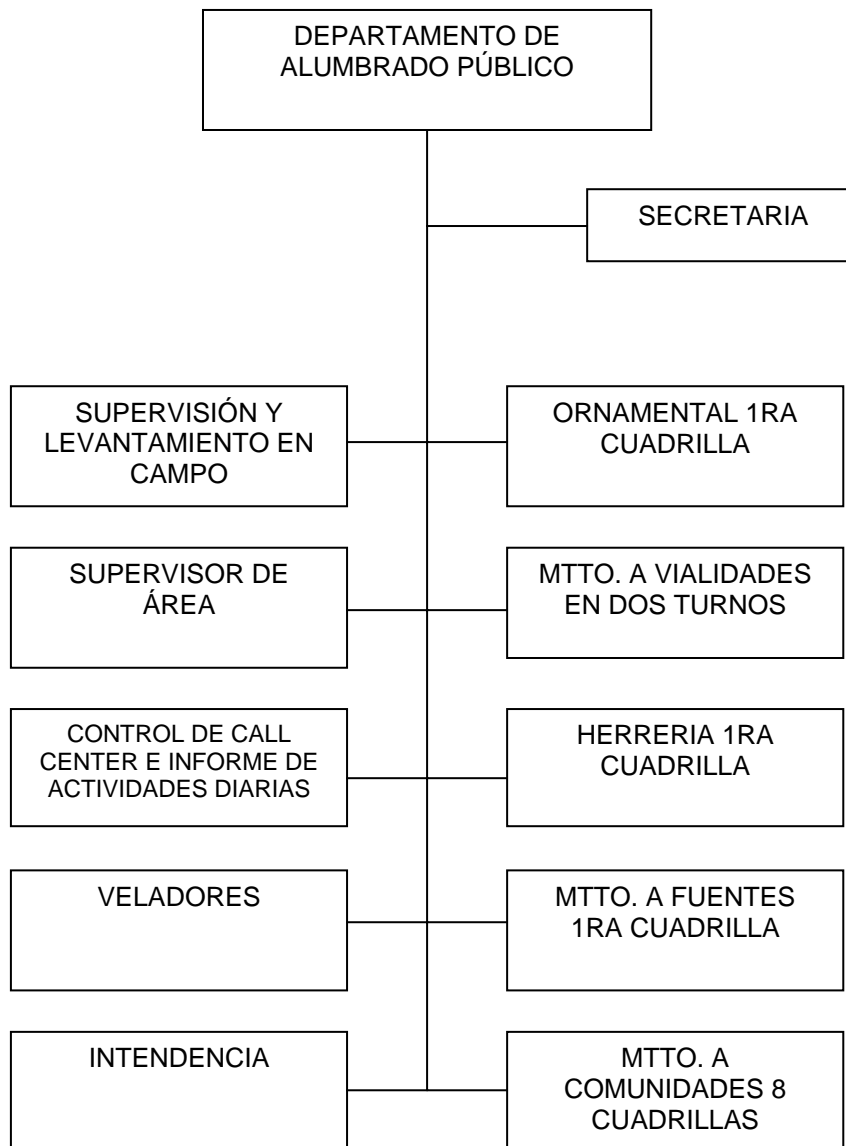 DEPARTAMENTO DE
ALUMBRADO PÚBLICO
SECRETARIA
SUPERVISIÓN Y
LEVANTAMIENTO EN
CAMPO
ORNAMENTAL 1RA
CUADRILLA
SUPERVISOR DE
ÁREA
MTTO. A VIALIDADES
EN DOS TURNOS
CONTROL DE CALL
CENTER E INFORME DE
ACTIVIDADES DIARIAS
HERRERIA 1RA
CUADRILLA
VELADORES
MTTO. A FUENTES
1RA CUADRILLA
INTENDENCIA
MTTO. A
COMUNIDADES 8
CUADRILLAS